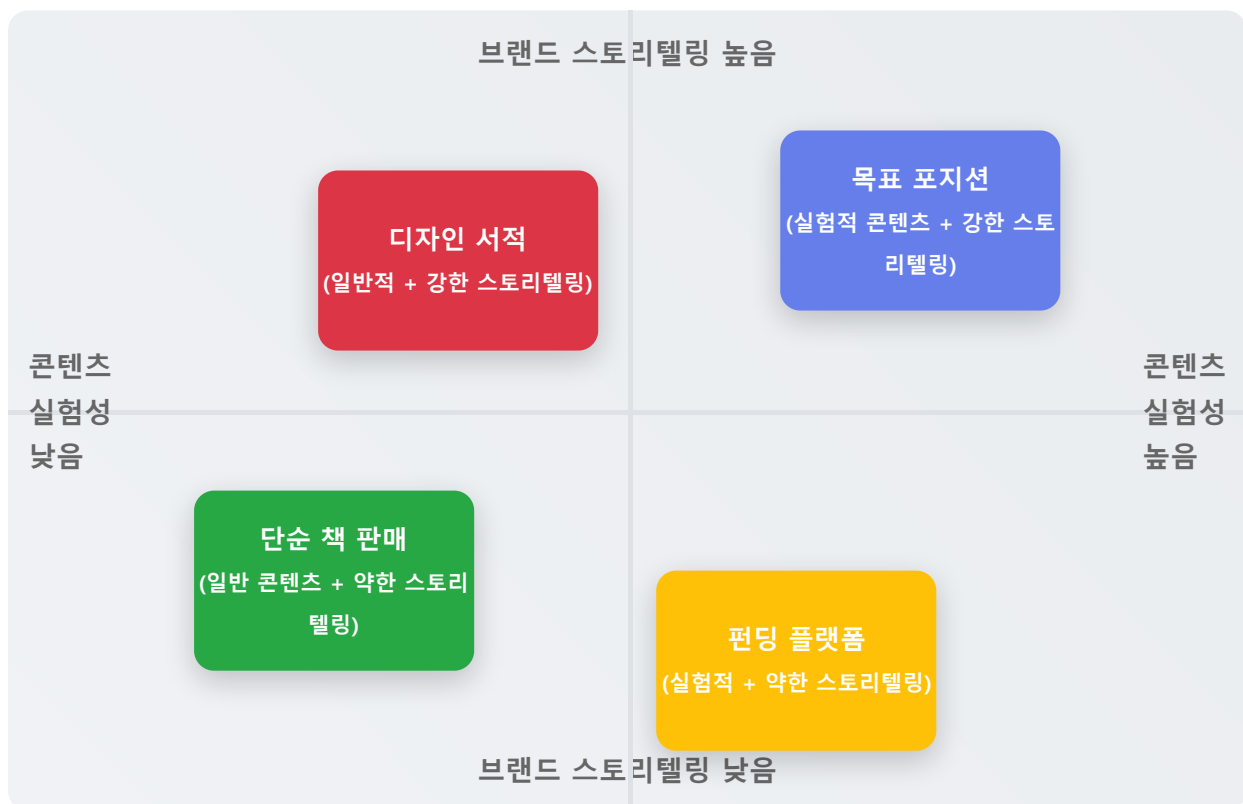 브랜드 스토리텔링 높음
목표 포지션
(실험적 콘텐츠 + 강한 스토
리텔링)
디자인 서적
(일반적 + 강한 스토리텔링)
콘텐츠
실험성
낮음
콘텐츠
실험성
높음
단순 책 판매
(일반 콘텐츠 + 약한 스토리
텔링)
펀딩 플랫폼
(실험적 + 약한 스토리텔링)
브랜드 스토리텔링 낮음